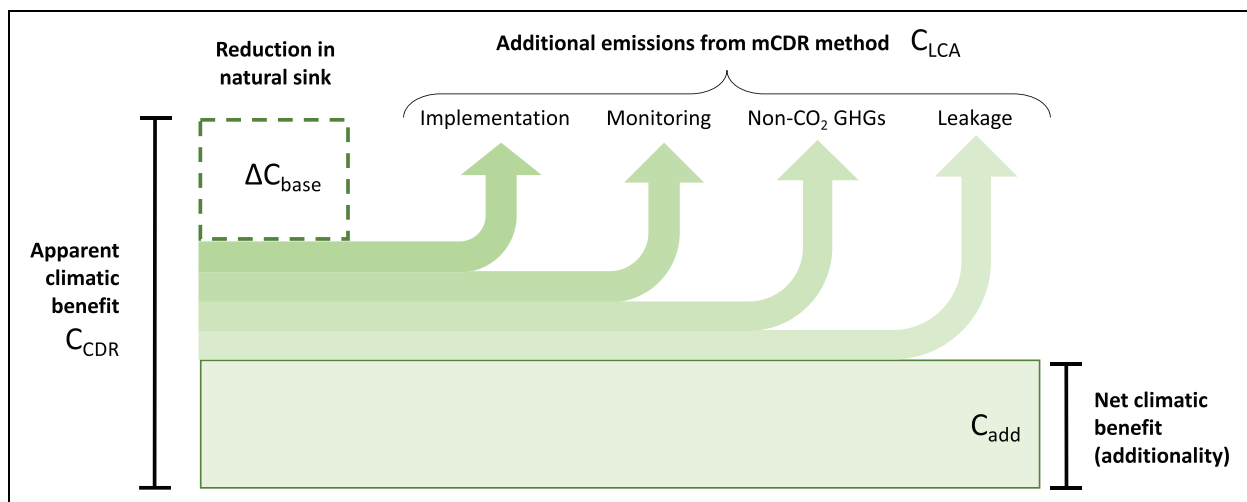 Reduction in
natural sink
Additional emissions from mCDR method C_LCA
Implementation
Monitoring
Non-CO₂ GHGs
Leakage
ΔC_base
Apparent
climatic
benefit
C_CDR
C_add
Net climatic
benefit
(additionality)